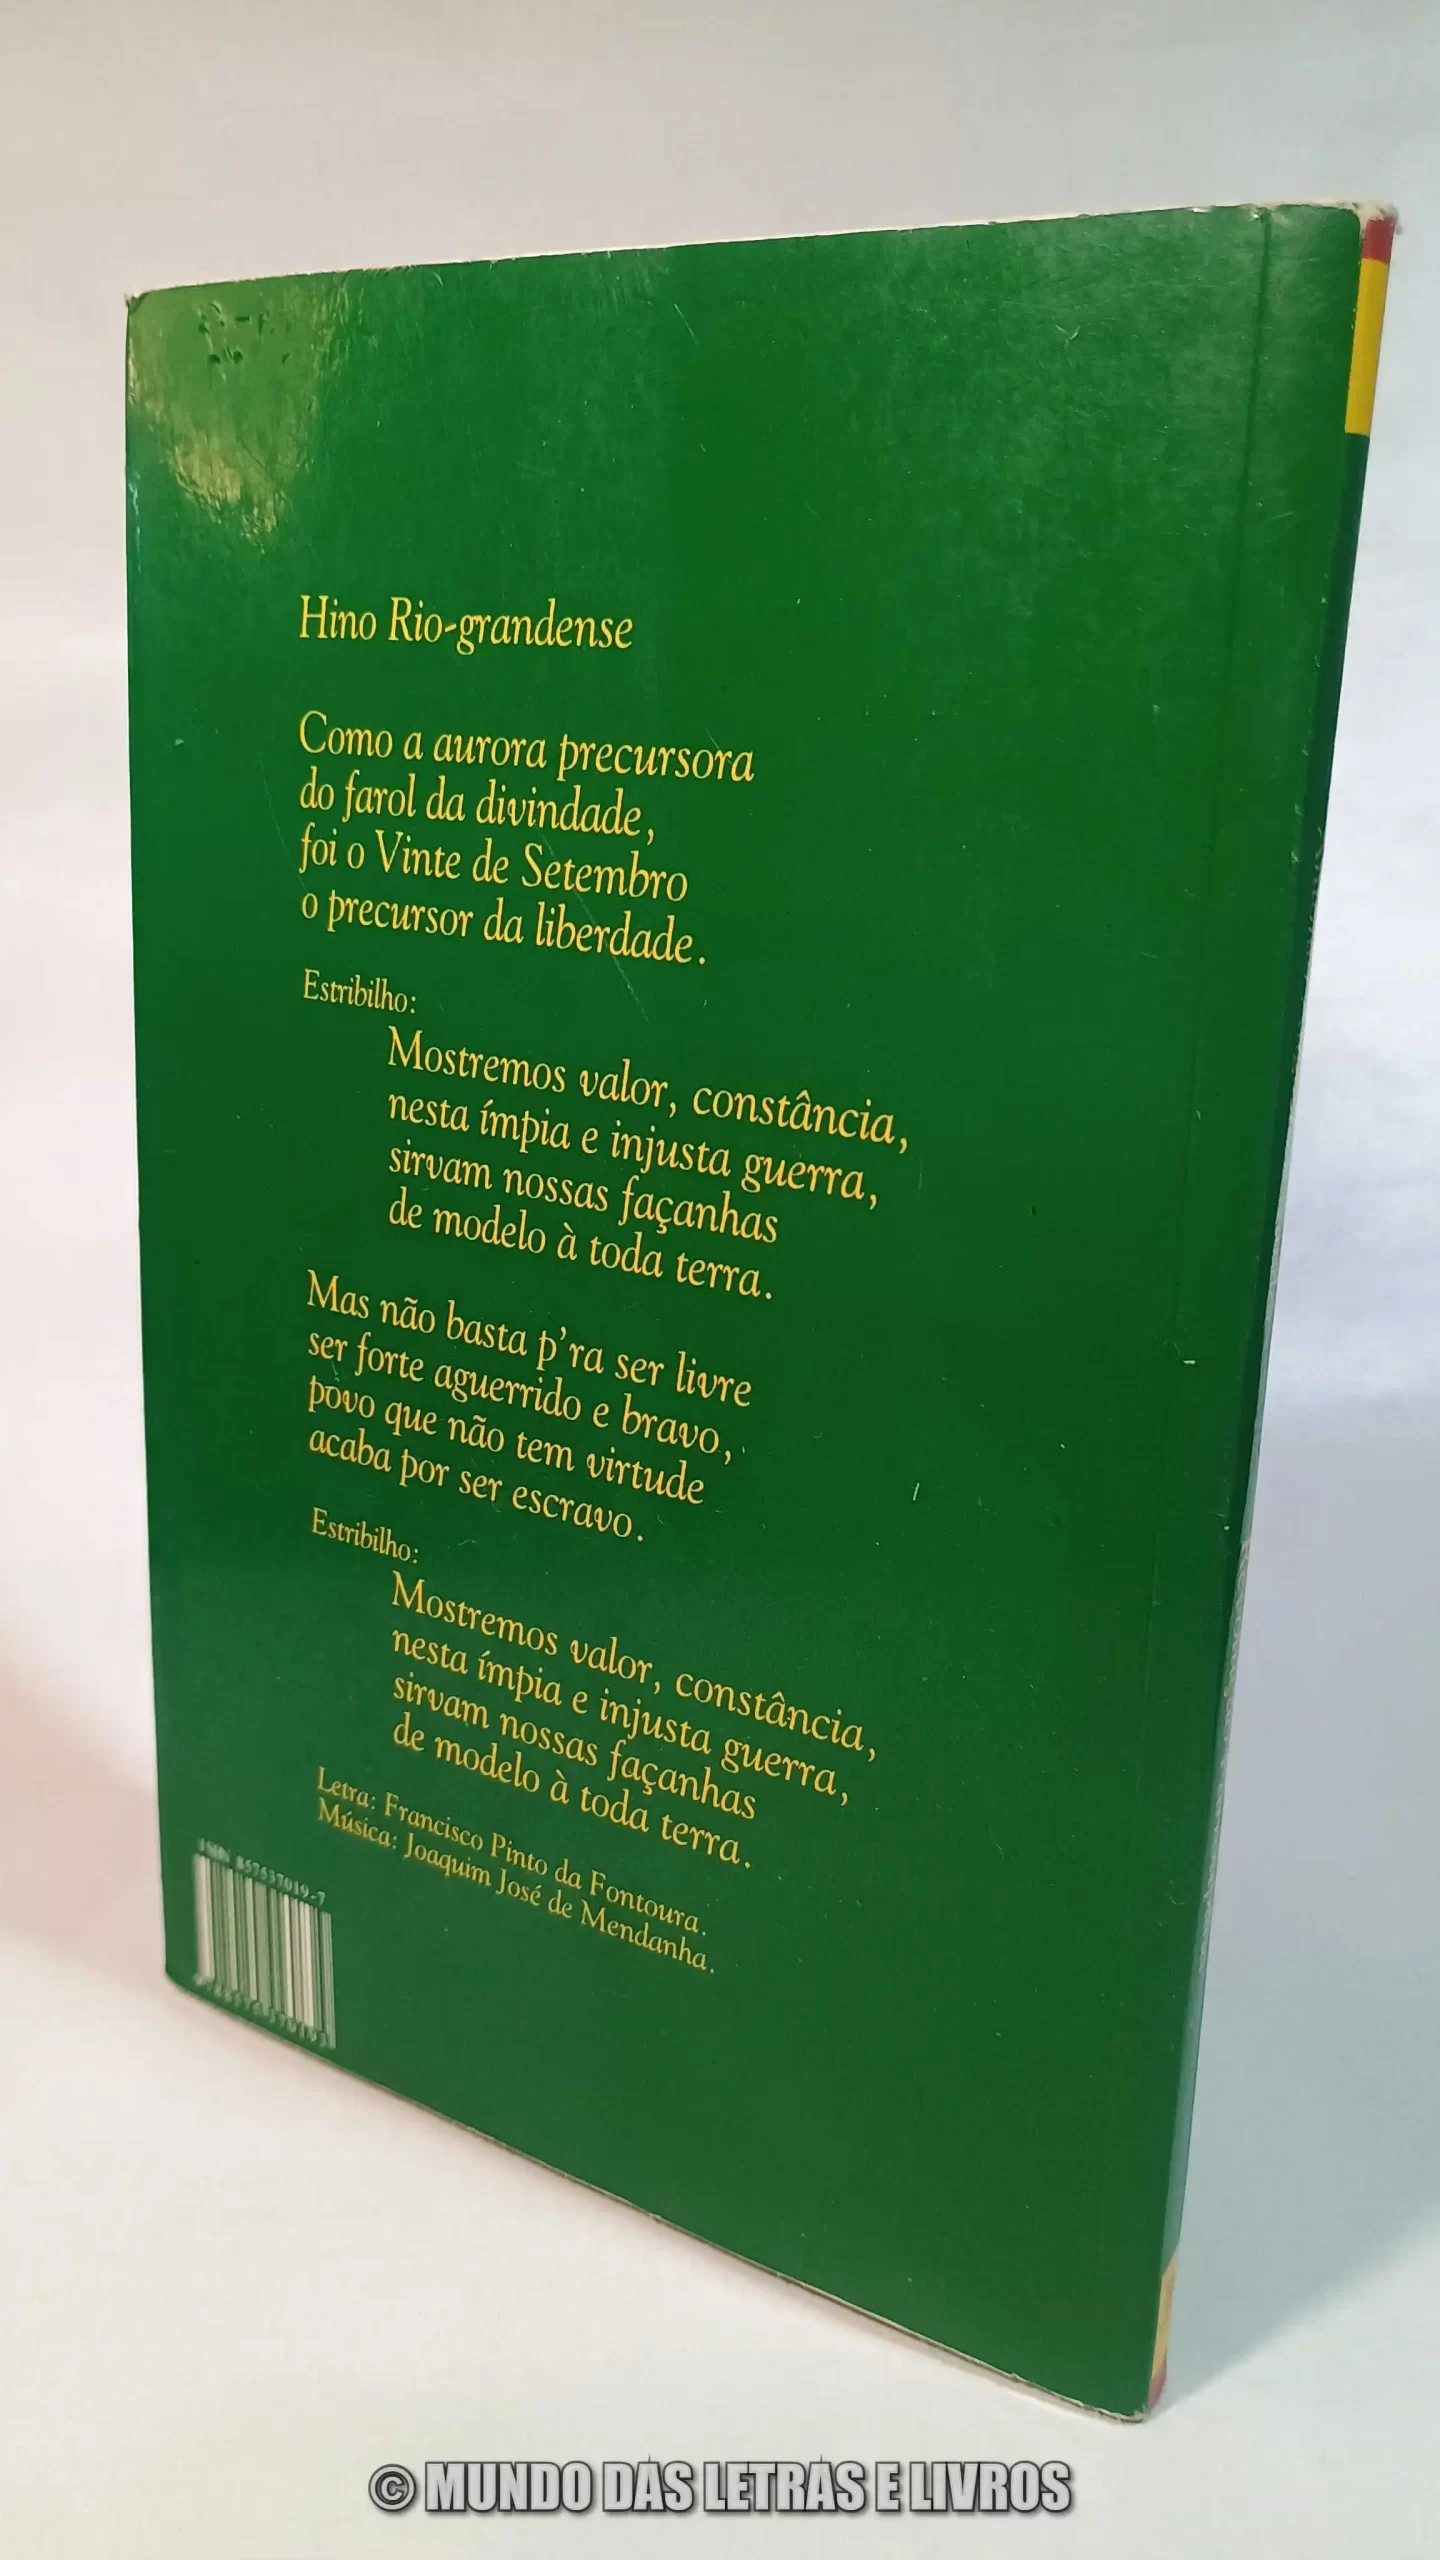 Hino Rio-grandense
Como a aurora precursora
do farol da divindade,
foi o Vinte de Setembro
o precursor da liberdade.
Estribilho:
Mostremos valor, constância,
nesta ímpia e injusta guerra,
sirvam nossas façanhas
de modelo à toda terra.
Mas não basta p'ra ser livre
ser forte aguerrido e bravo,
povo que não tem virtude
acaba por ser escravo.
Estribilho:
Mostremos valor, constância,
nesta ímpia e injusta guerra,
sirvam nossas façanhas
de modelo à toda terra.
Letra: Francisco Pinto da Fontoura.
Música: Joaquim José de Mendanha.
ISBN 857537019-7
© MUNDO DAS LETRAS E LIVROS